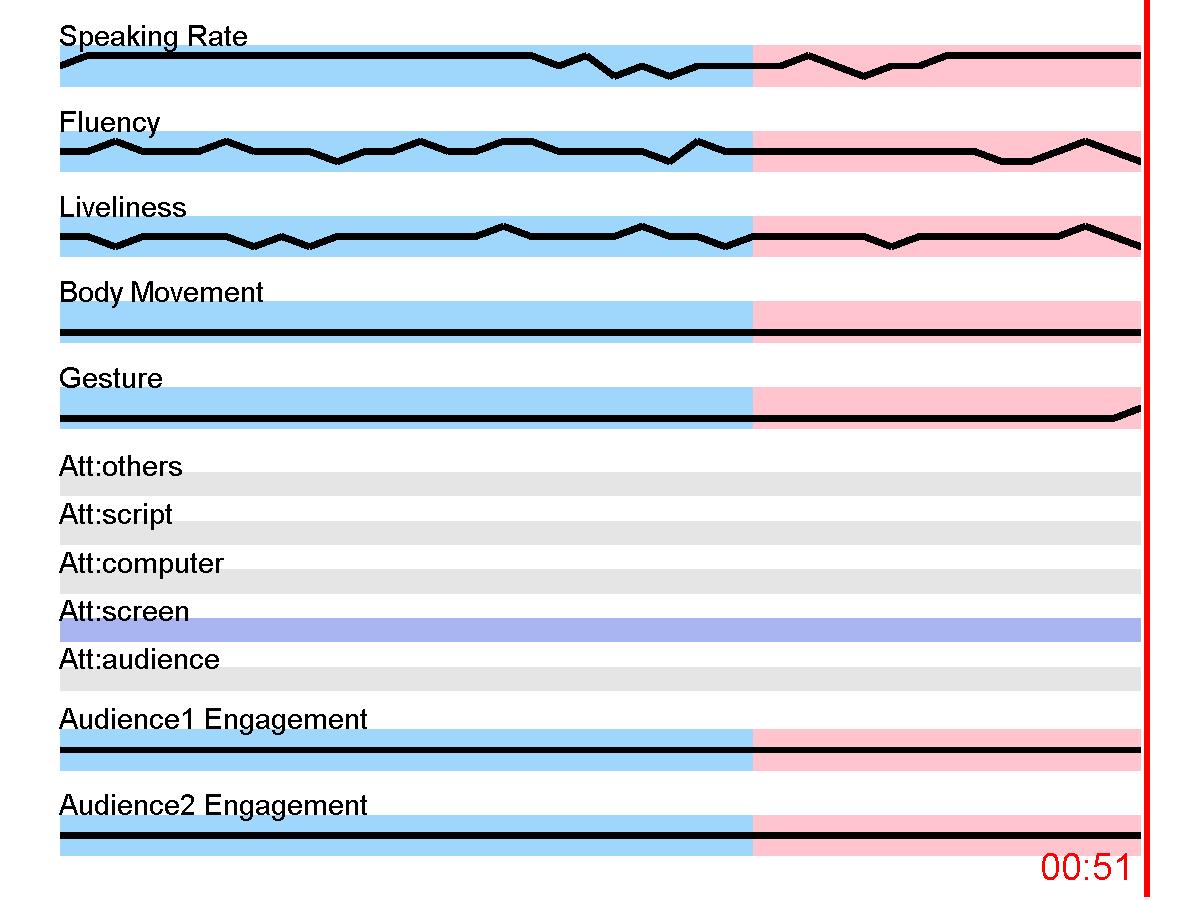 Speaking Rate
Fluency
Liveliness
Body Movement
Gesture
Att:others
Att:script
Att:computer
Att:screen
Att:audience
Audience1 Engagement
Audience2 Engagement
00:51